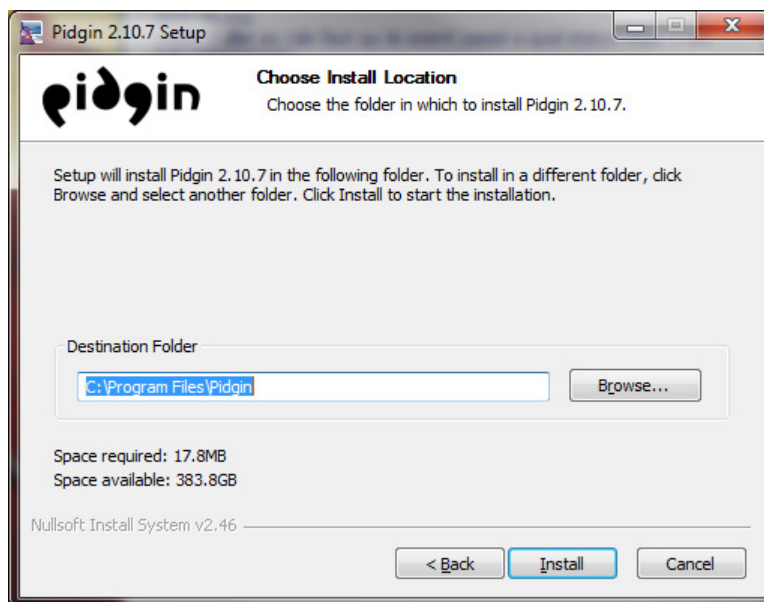 Pidgin 2.10.7 Setup
pidgin
Choose Install Location
Choose the folder in which to install Pidgin 2.10.7.
Setup will install Pidgin 2.10.7 in the following folder. To install in a different folder, click
Browse and select another folder. Click Install to start the installation.
Destination Folder
C:\Program Files\Pidgin
Browse...
Space required: 17.8MB
Space available: 383.8GB
Nullsoft Install System v2.46
< Back
Install
Cancel